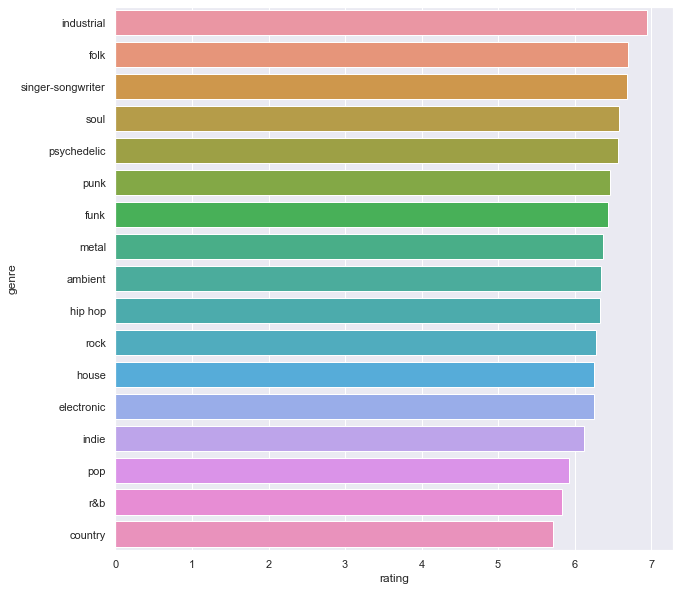 industrial
folk
singer-songwriter
soul
psychedelic
punk
funk
metal
ambient
hip hop
rock
house
electronic
indie
pop
r&b
country
genre
0 1 2 3 4 5 6 7
rating